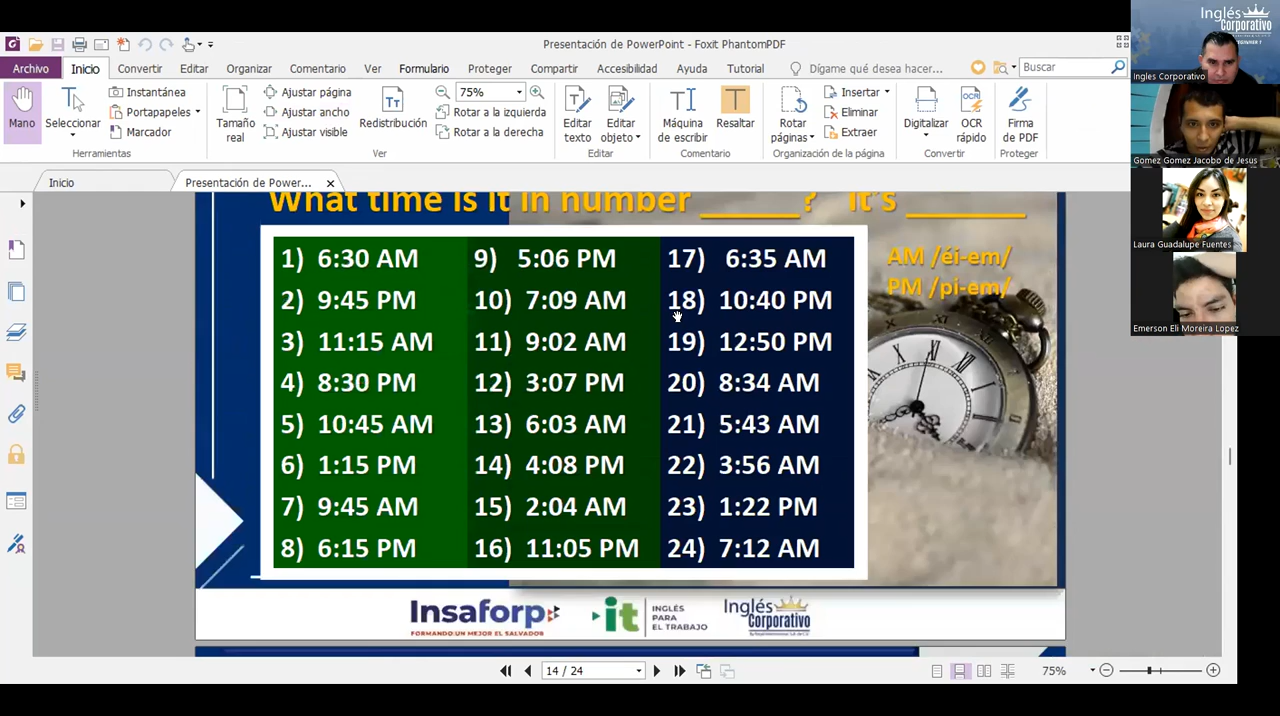 Presentación de PowerPoint - Foxit PhantomPDF
Archivo Inicio Convertir Editar Organizar Comentario Ver Formulario Proteger Compartir Accesibilidad Ayuda Tutorial Dígame qué desea hacer... Buscar
Mano
Seleccionar
Instantánea
Portapapeles
Marcador
Herramientas
Tamaño real
Ajustar página
Ajustar ancho
Ajustar visible
Redistribución
75%
Rotar a la izquierda
Rotar a la derecha
Ver
Editar texto
Editar objeto
Editar
Máquina de escribir
Resaltar
Comentario
Rotar páginas
Insertar
Eliminar
Extraer
Organización de la página
Digitalizar
OCR rápido
Convertir
Firma de PDF
Proteger
Inicio
Presentación de Power...
What time is it in number ______? It's _______
1) 6:30 AM
2) 9:45 PM
3) 11:15 AM
4) 8:30 PM
5) 10:45 AM
6) 1:15 PM
7) 9:45 AM
8) 6:15 PM
9) 5:06 PM
10) 7:09 AM
11) 9:02 AM
12) 3:07 PM
13) 6:03 AM
14) 4:08 PM
15) 2:04 AM
16) 11:05 PM
17) 6:35 AM
18) 10:40 PM
19) 12:50 PM
20) 8:34 AM
21) 5:43 AM
22) 3:56 AM
23) 1:22 PM
24) 7:12 AM
AM /éi-em/
PM /pi-em/
Insaforp
FORMANDO UN MEJOR EL SALVADOR
it
INGLÉS
PARA
EL TRABAJO
Inglés
Corporativo
14 / 24
75%
Inglés
Corporativo
Ingles Corporativo
Gomez Gomez Jacobo de Jesus
Laura Guadalupe Fuentes
Emerson Eli Moreira Lopez